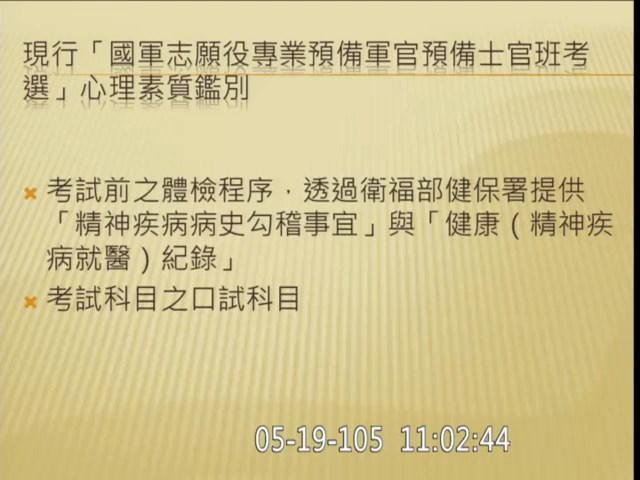 現行「國軍志願役專業預備軍官預備士官班考
選」心理素質鑑別
考試前之體檢程序，透過衛福部健保署提供
「精神疾病病史勾稽事宜」與「健康（精神疾
病就醫）紀錄」
考試科目之口試科目
05-19-105 11:02:44